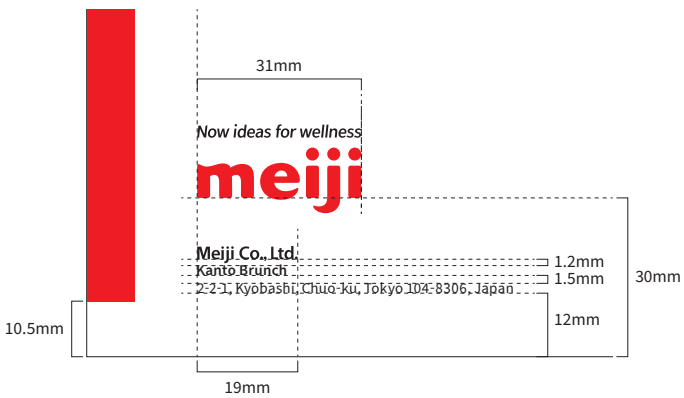 31mm
Now ideas for wellness
meiji
Meiji Co., Ltd.
Kanto Brunch
2-2-1, Kyobashi, Chuo-ku, Tokyo 104-8306, Japan
1.2mm
1.5mm
30mm
12mm
10.5mm
19mm